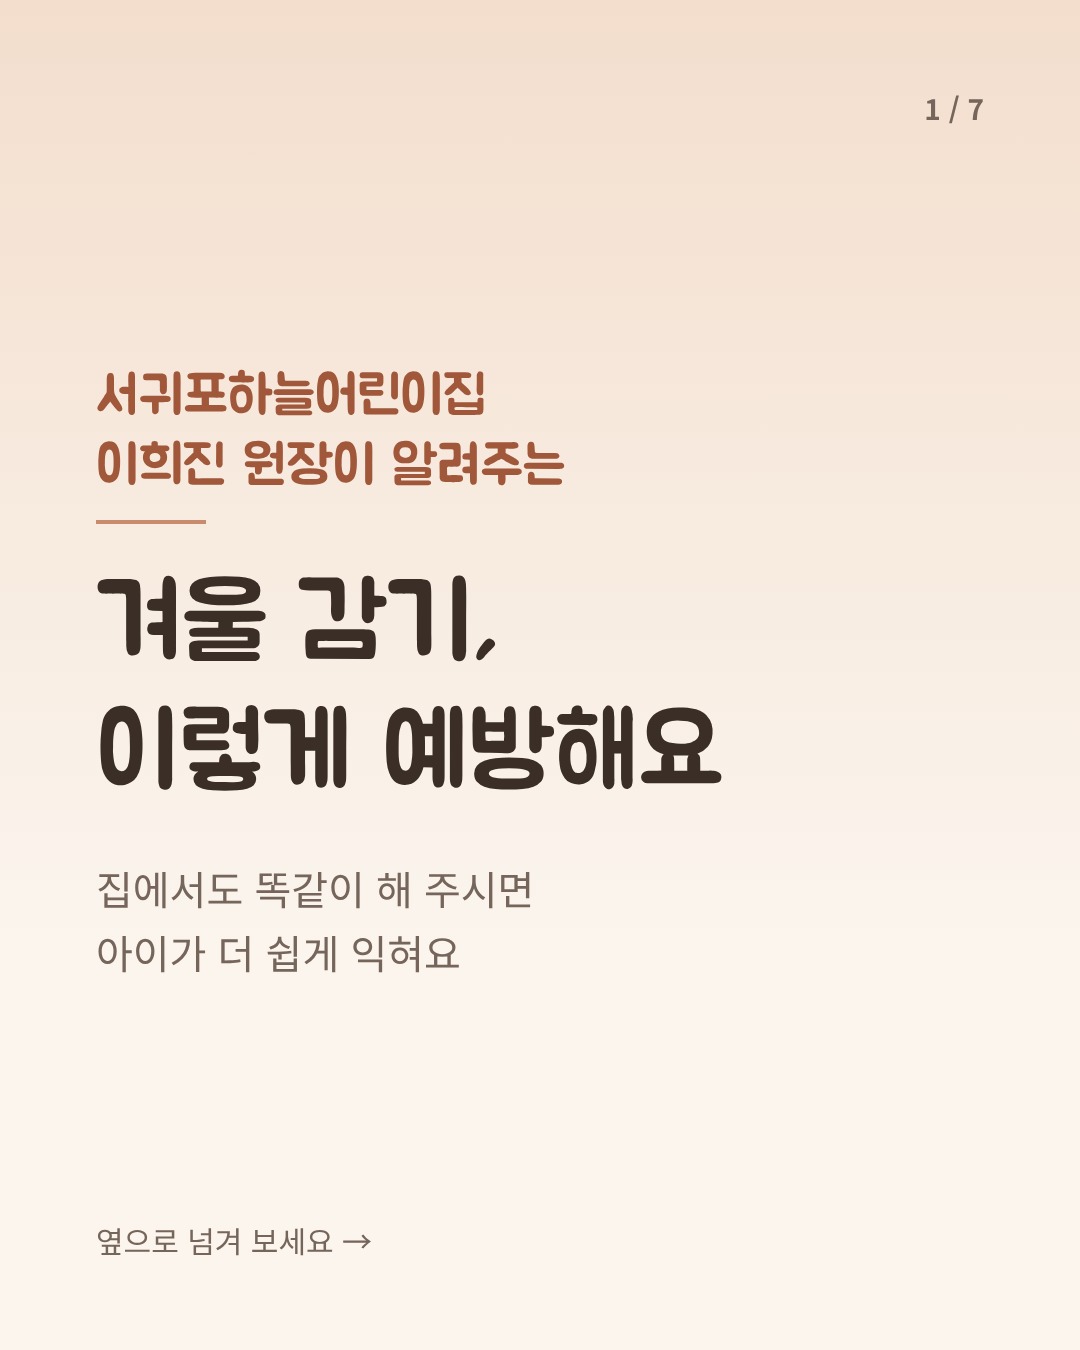 1 / 7
서귀포하늘어린이집
이희진 원장이 알려주는
겨울 감기,
이렇게 예방해요
집에서도 똑같이 해 주시면
아이가 더 쉽게 익혀요
옆으로 넘겨 보세요 →